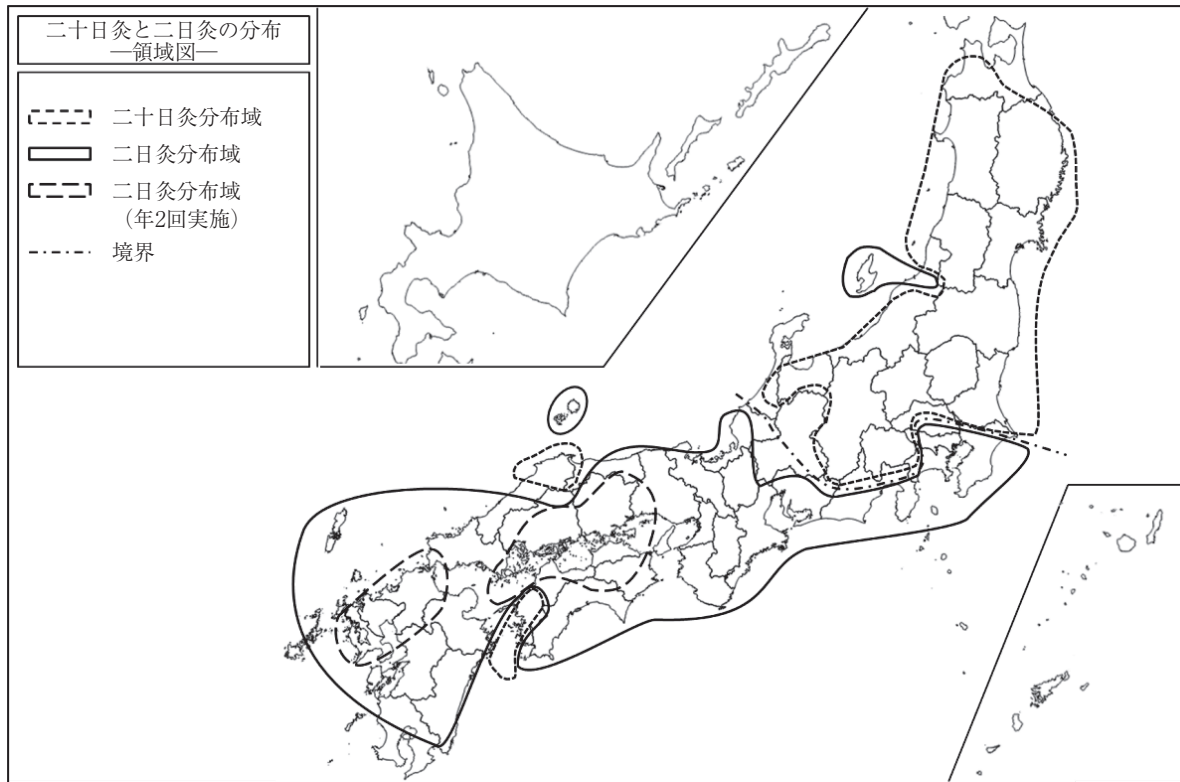 二十日灸と二日灸の分布
―領域図―
二十日灸分布域
二日灸分布域
二日灸分布域
（年2回実施）
境界